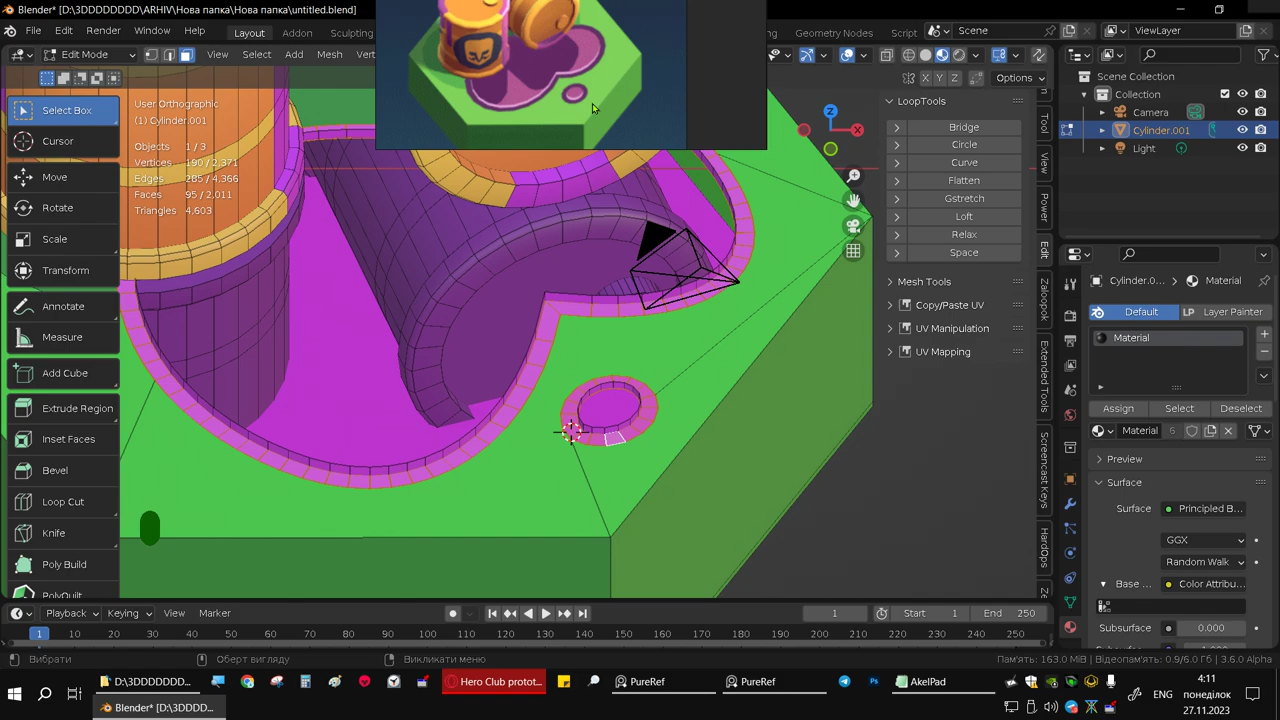 Blender* [D:\3DDDDDDDD\ARHIV\Нова папка\Нова папка\untitled.blend]
File
Edit
Render
Window
Help
Layout
Addon
Sculpting
Geometry Nodes
Scene
ViewLayer
Edit Mode
View
Select
Add
Mesh
X
Y
Z
Options
Select Box
Cursor
Move
Rotate
Scale
Transform
Annotate
Measure
Add Cube
Extrude Region
Inset Faces
Bevel
Loop Cut
Knife
Poly Build
PolyQuilt
User Orthographic
(1) Cylinder.001
Objects 1 / 3
Vertices 190 / 2,371
Edges 285 / 4,366
Faces 95 / 2,011
Triangles 4,603
Z
X
LoopTools
Bridge
Circle
Curve
Flatten
Gstretch
Loft
Relax
Space
Mesh Tools
Copy/Paste UV
UV Manipulation
UV Mapping
Tool
View
Power
Edit
Zaloopok
Extended Tools
Screencast Keys
HardOps
Scene Collection
Collection
Camera
Cylinder.001
Light
Cylinder.0...
Material
Default
LP
Layer Painter
Material
Assign
Select
Deselect
Material
6
Preview
Surface
Surface
Principled B...
GGX
Random Walk
Base ...
Color Attribu...
Subsurface
0.000
Playback
Keying
View
Marker
1
Start
1
End
250
1
10
20
30
40
50
60
70
80
90
100
110
120
130
140
150
160
170
180
190
200
210
220
230
240
250
Вибрати
Оберт вигляду
Викликати меню
Пам'ять: 163.0 MiB | Відеопам'ять: 0.9/6.0 Гі | 3.6.0 Alpha
D:\3DDDDDDD...
Hero Club protot...
PureRef
PureRef
AkelPad
4:11
ENG
понеділок
27.11.2023
Blender* [D:\3DDDD...